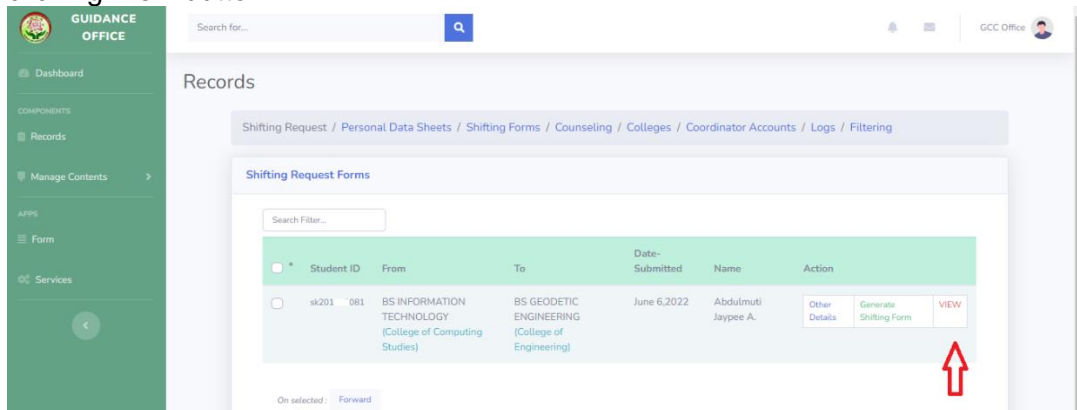 GUIDANCE
OFFICE
Search for...
GCC Office
Dashboard
Records
COMPONENTS
Shifting Request / Personal Data Sheets / Shifting Forms / Counseling / Colleges / Coordinator Accounts / Logs / Filtering
Records
Manage Contents
Shifting Request Forms
APPS
Search Filter...
Form
* Student ID From To Date-
Submitted Name Action
Services
sk201 081 BS INFORMATION
TECHNOLOGY
(College of Computing
Studies)
BS GEODETIC
ENGINEERING
(College of
Engineering)
June 6,2022
Abdulmuti
Jaypee A.
Other
Details
Generate
Shifting Form
VIEW
On selected : Forward